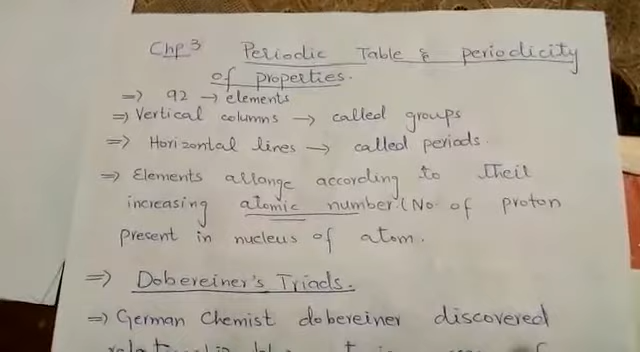 Chp 3 Periodic Table & periodicity
of properties.
=> 92 → elements
=> Vertical columns → called groups
=> Horizontal lines → called periods.
=> Elements arrange according to their
increasing atomic number. (No. of proton
present in nucleus of atom.
=> Dobereiner's Triads.
=> German Chemist dobereiner discovered